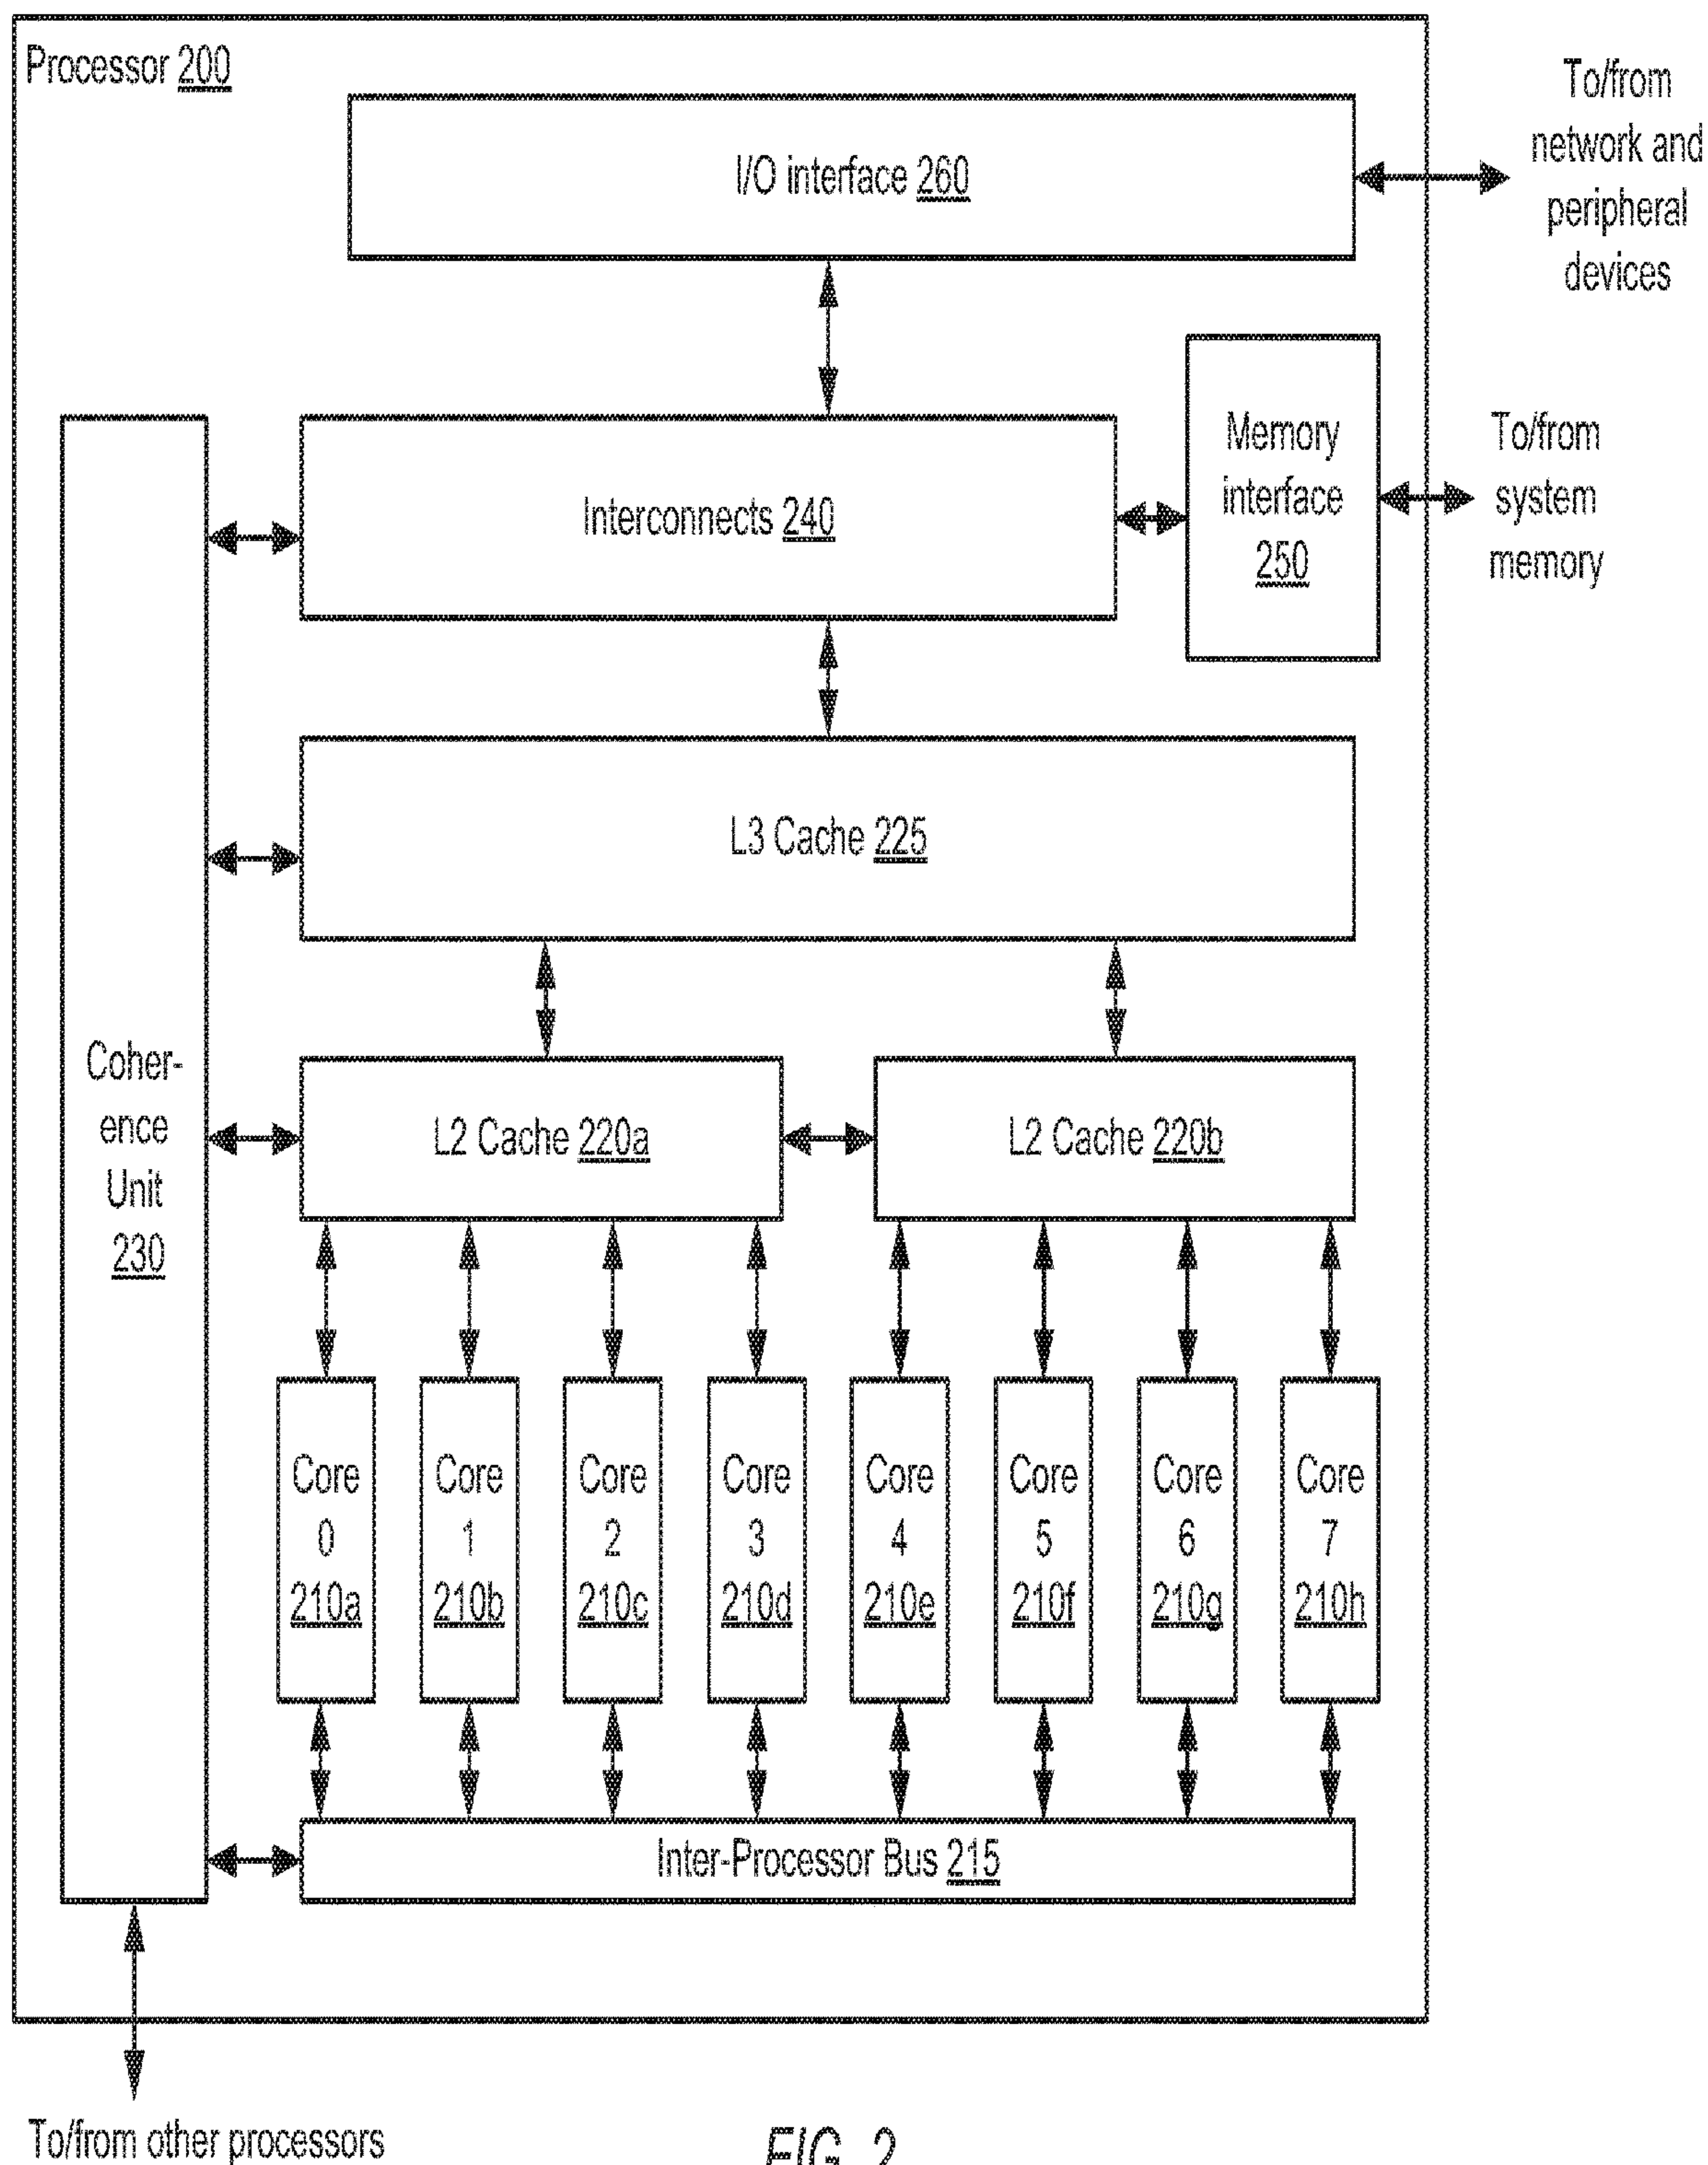 Processor 200
To/from
network and
peripheral
devices
I/O interface 260
Memory
interface
250
To/from
system
memory
Interconnects 240
L3 Cache 225
Coher-
ence
Unit
230
L2 Cache 220a
L2 Cache 220b
Core
0
210a
Core
1
210b
Core
2
210c
Core
3
210d
Core
4
210e
Core
5
210f
Core
6
210g
Core
7
210h
Inter-Processor Bus 215
To/from other processors
FIG. 2